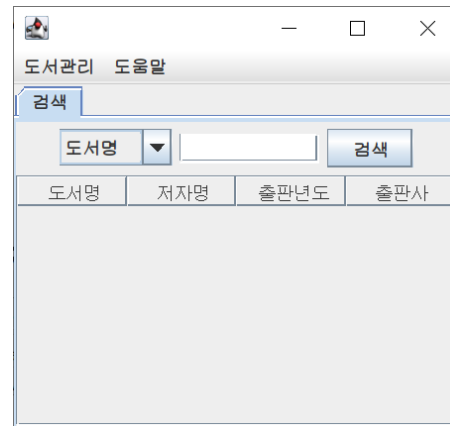 도서관리 도움말
검색
도서명 검색
도서명 저자명 출판년도 출판사